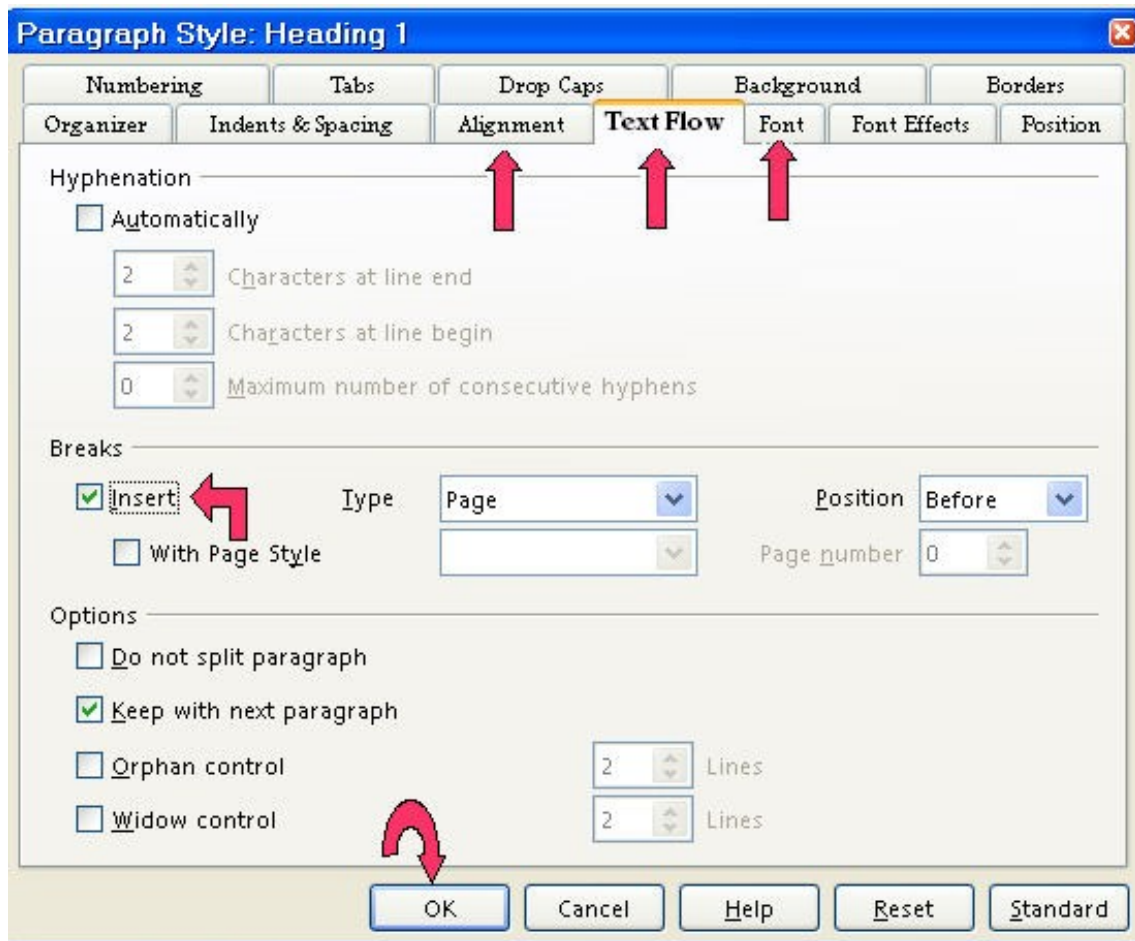 Paragraph Style: Heading 1
Numbering Tabs Drop Caps Background Borders
Organizer Indents & Spacing Alignment Text Flow Font Font Effects Position
Hyphenation
Automatically
2 Characters at line end
2 Characters at line begin
0 Maximum number of consecutive hyphens
Breaks
Insert Type Page Position Before
With Page Style Page number 0
Options
Do not split paragraph
Keep with next paragraph
Orphan control 2 Lines
Widow control 2 Lines
OK Cancel Help Reset Standard